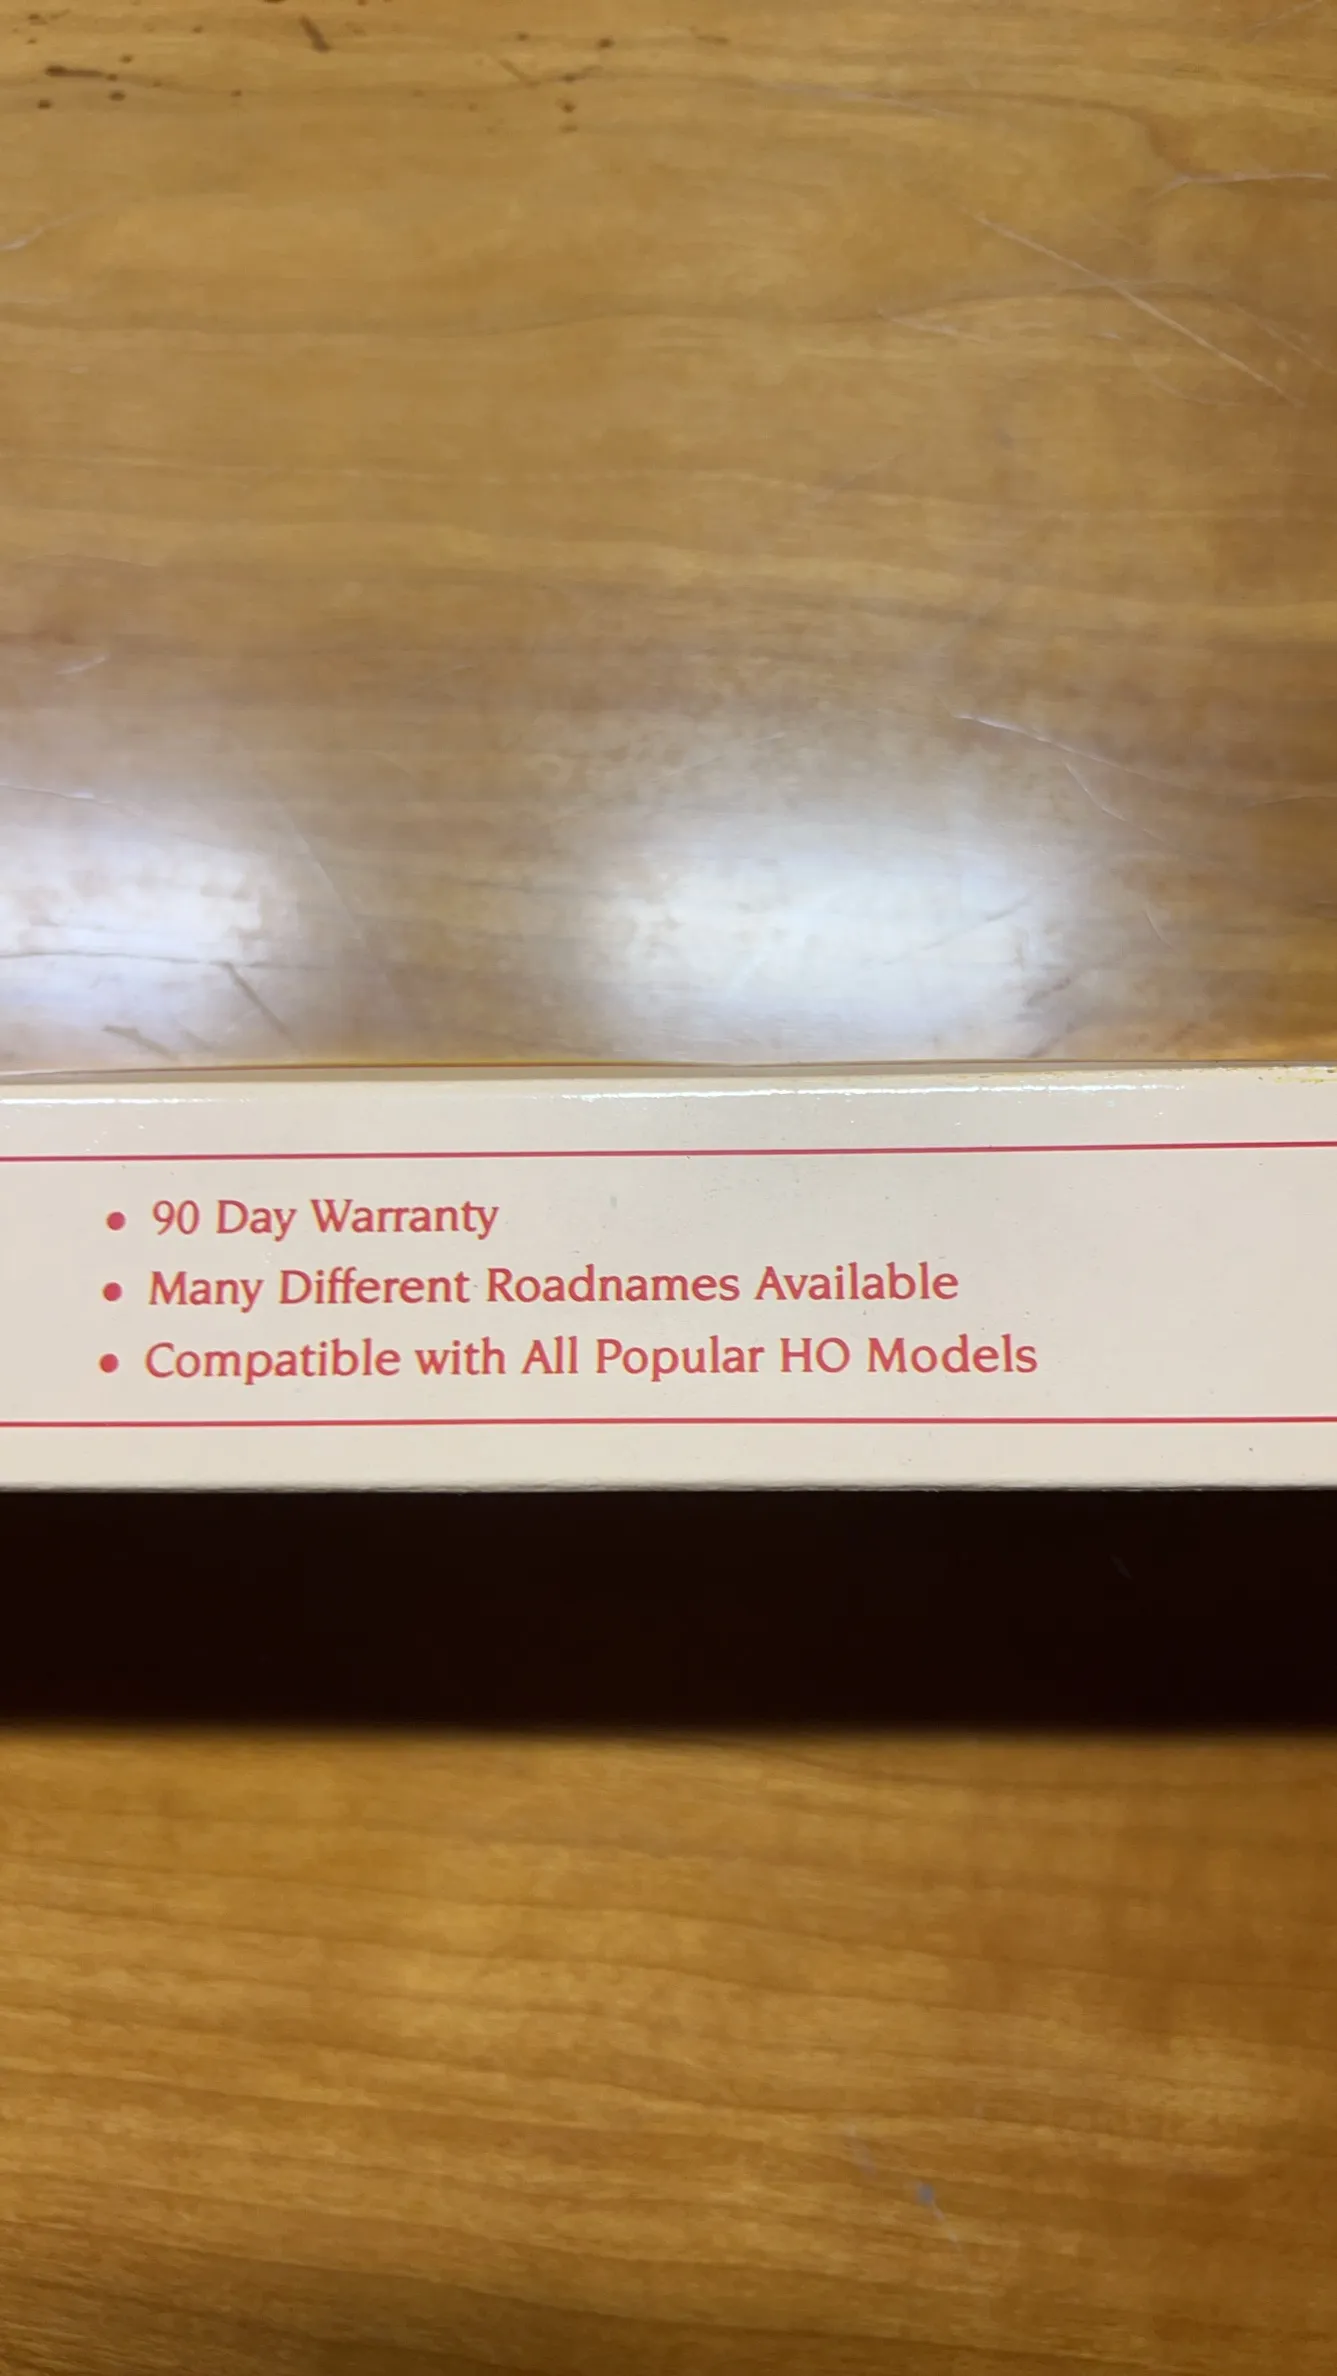 • 90 Day Warranty
• Many Different Roadnames Available
• Compatible with All Popular HO Models